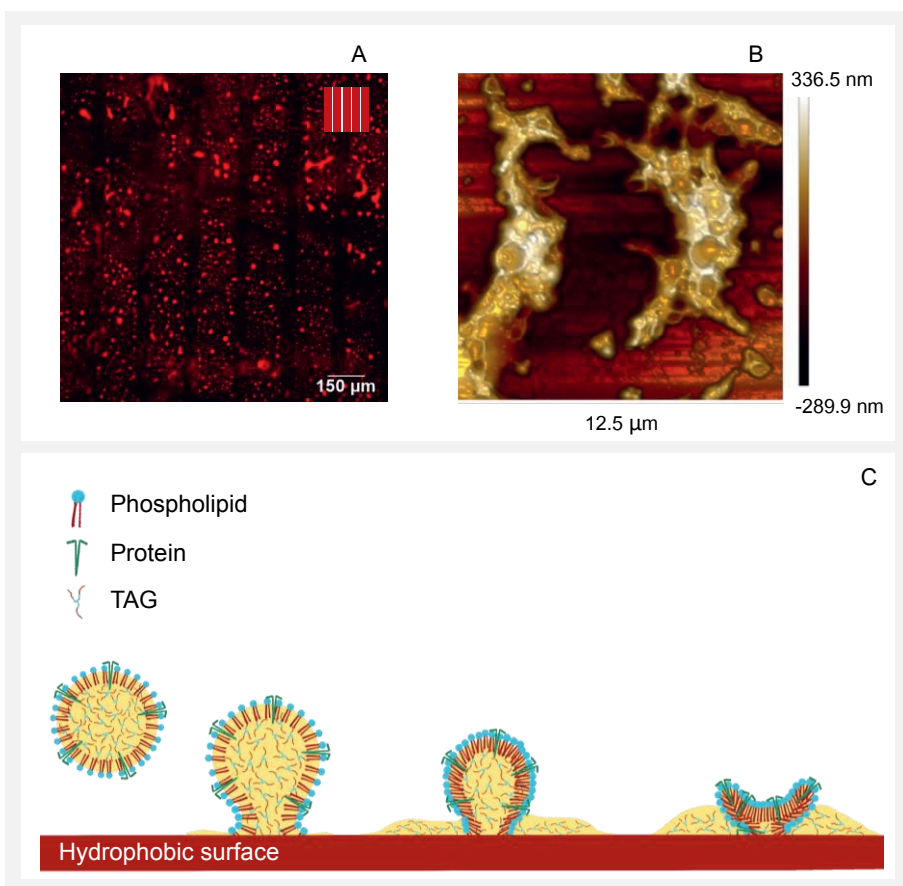 A
B
336.5 nm
150 μm
-289.9 nm
12.5 μm
C
Phospholipid
Protein
TAG
Hydrophobic surface